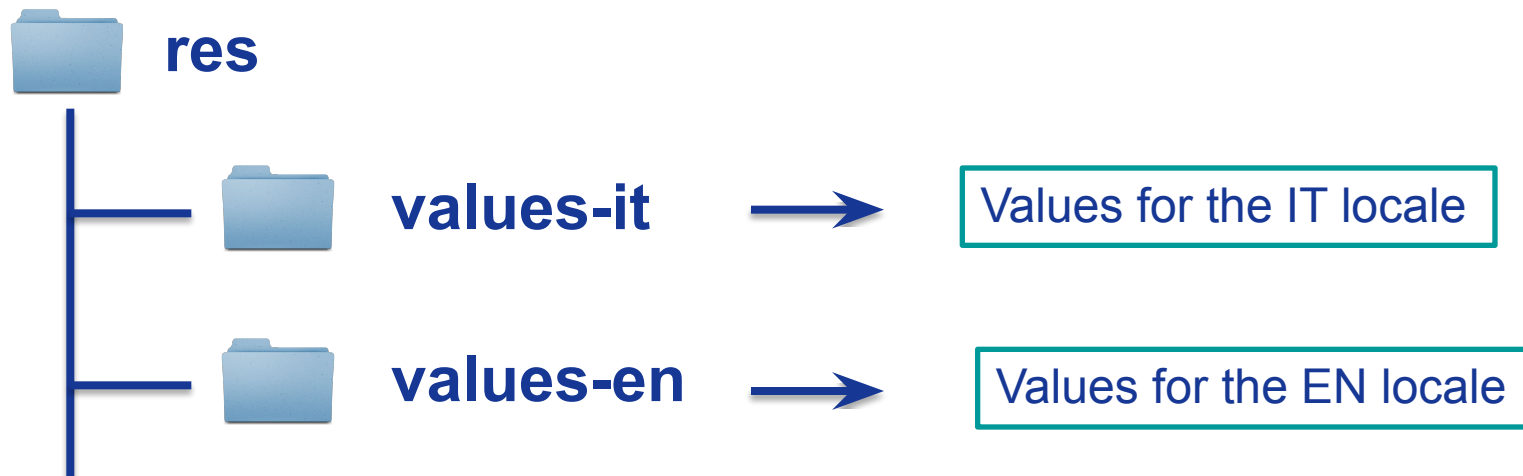 res
values-it
Values for the IT locale
values-en
Values for the EN locale